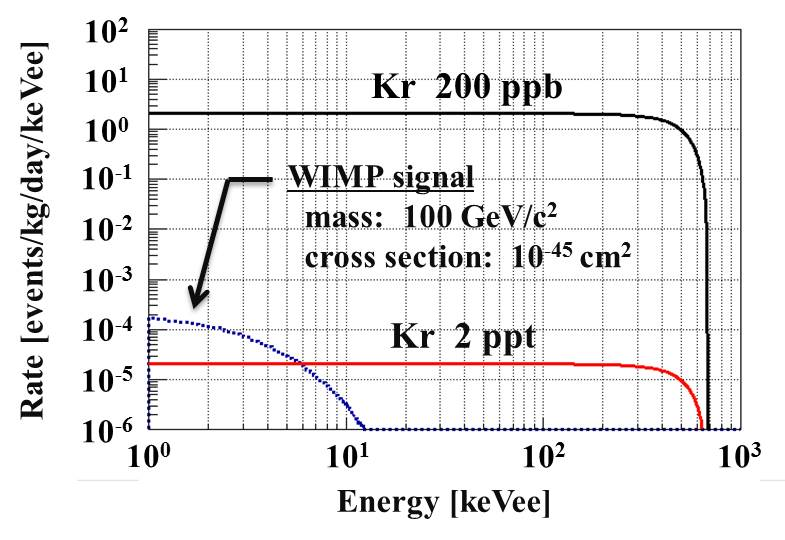 Rate [events/kg/day/keVee]
10²
10¹
10⁰
10⁻¹
10⁻²
10⁻³
10⁻⁴
10⁻⁵
10⁻⁶
Kr 200 ppb
WIMP signal
mass: 100 GeV/c²
cross section: 10⁻⁴⁵ cm²
Kr 2 ppt
10⁰ 10¹ 10² 10³
Energy [keVee]